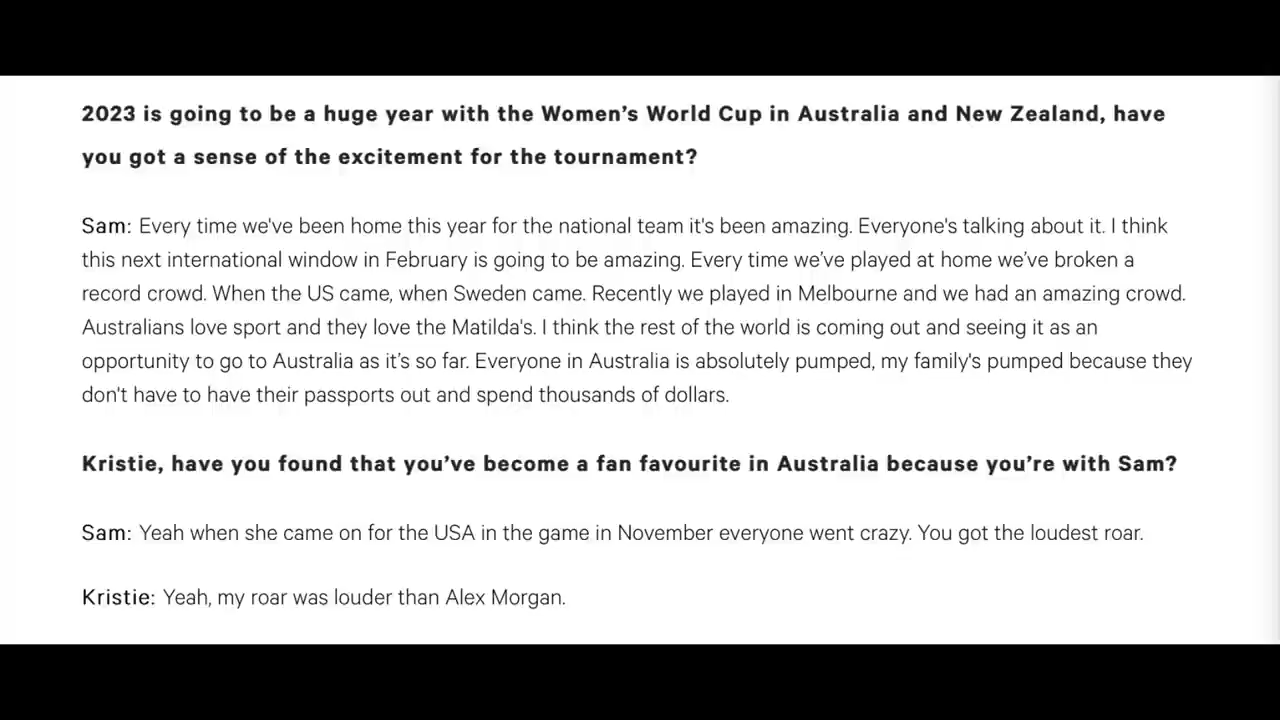 2023 is going to be a huge year with the Women’s World Cup in Australia and New Zealand, have
you got a sense of the excitement for the tournament?
Sam: Every time we've been home this year for the national team it's been amazing. Everyone's talking about it. I think
this next international window in February is going to be amazing. Every time we’ve played at home we’ve broken a
record crowd. When the US came, when Sweden came. Recently we played in Melbourne and we had an amazing crowd.
Australians love sport and they love the Matilda's. I think the rest of the world is coming out and seeing it as an
opportunity to go to Australia as it’s so far. Everyone in Australia is absolutely pumped, my family's pumped because they
don't have to have their passports out and spend thousands of dollars.
Kristie, have you found that you’ve become a fan favourite in Australia because you’re with Sam?
Sam: Yeah when she came on for the USA in the game in November everyone went crazy. You got the loudest roar.
Kristie: Yeah, my roar was louder than Alex Morgan.